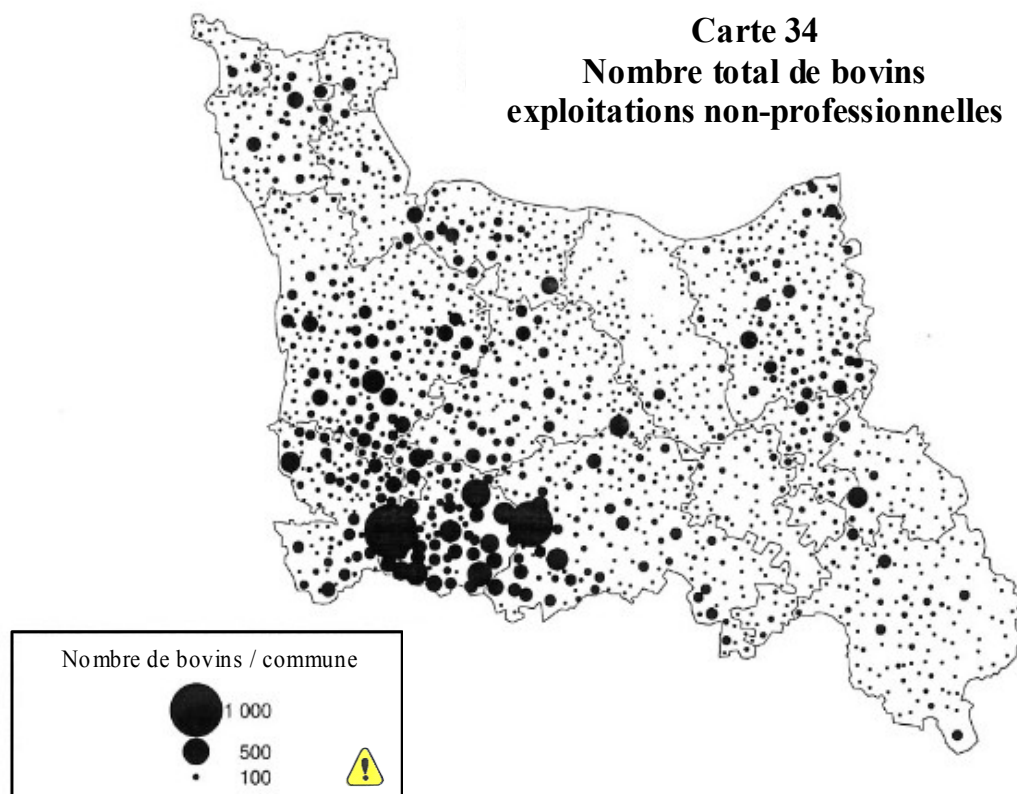 Carte 34
Nombre total de bovins
exploitations non-professionnelles
Nombre de bovins / commune
1 000
500
100
!